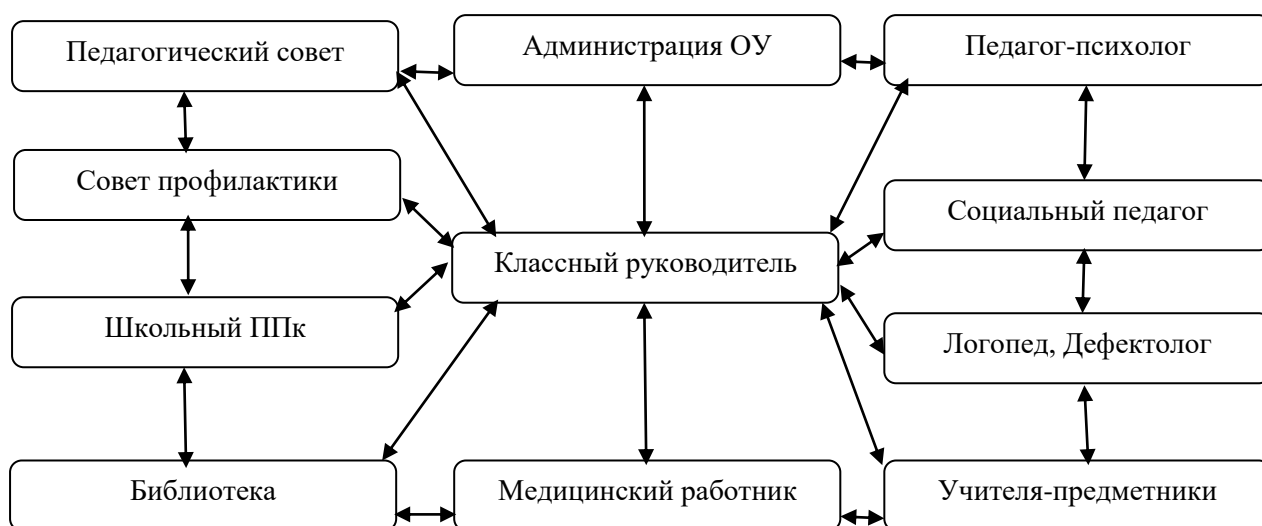 Педагогический совет
Администрация ОУ
Педагог-психолог
Совет профилактики
Социальный педагог
Классный руководитель
Школьный ППк
Логопед, Дефектолог
Библиотека
Медицинский работник
Учителя-предметники